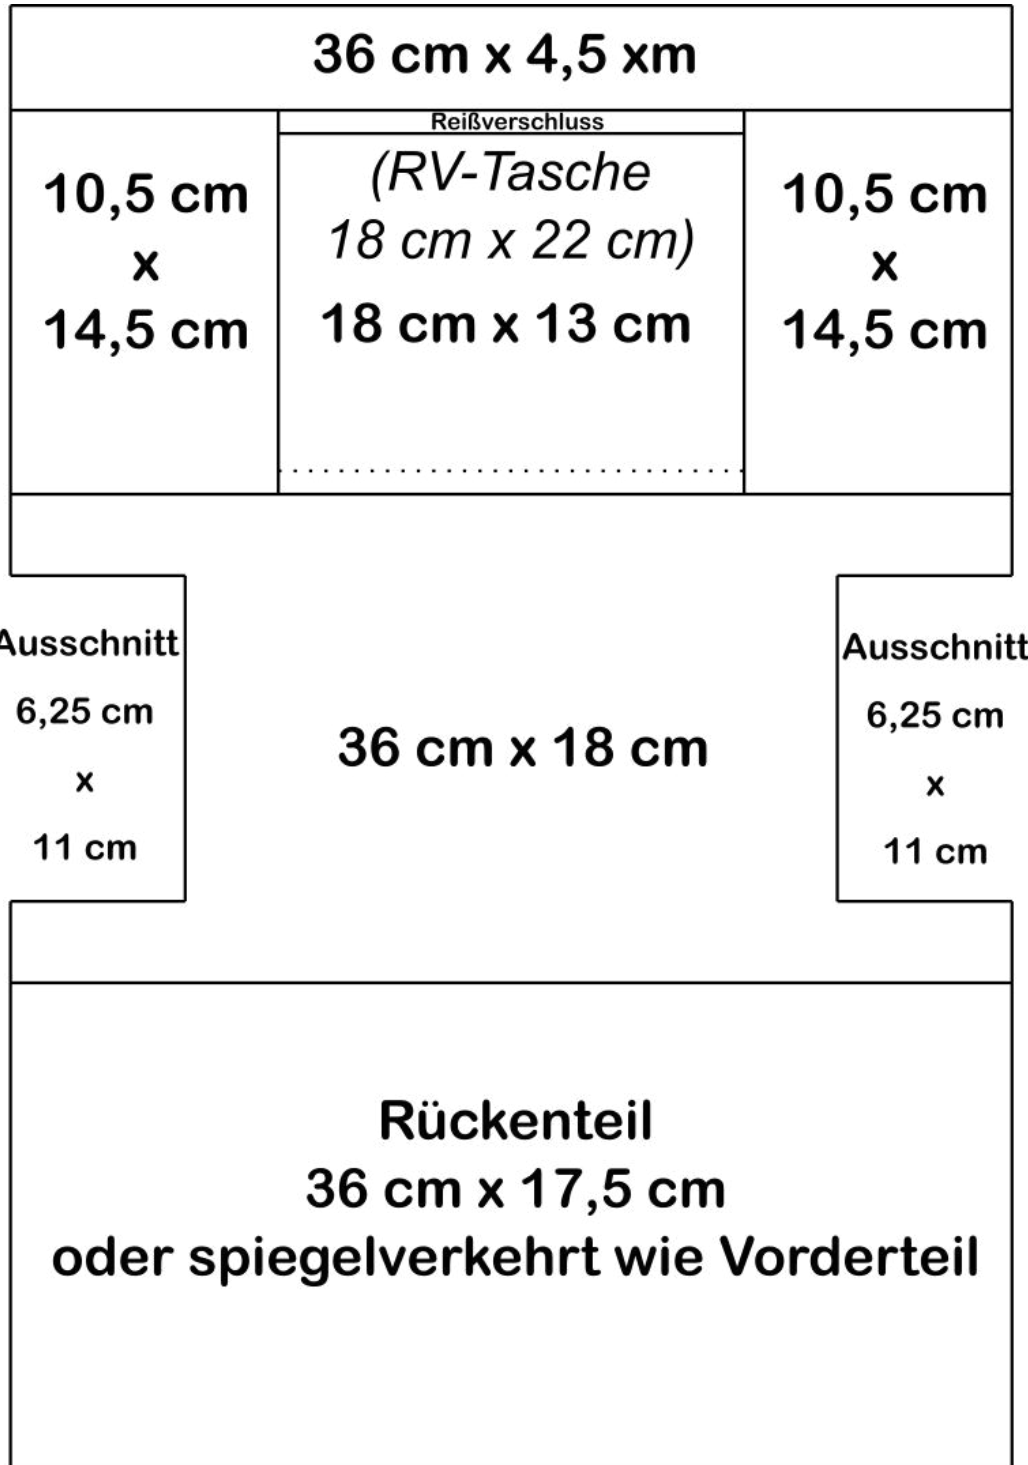 36 cm x 4,5 xm
Reißverschluss
10,5 cm
x
14,5 cm
(RV-Tasche
18 cm x 22 cm)
18 cm x 13 cm
10,5 cm
x
14,5 cm
Ausschnitt
6,25 cm
x
11 cm
36 cm x 18 cm
Ausschnitt
6,25 cm
x
11 cm
Rückenteil
36 cm x 17,5 cm
oder spiegelverkehrt wie Vorderteil